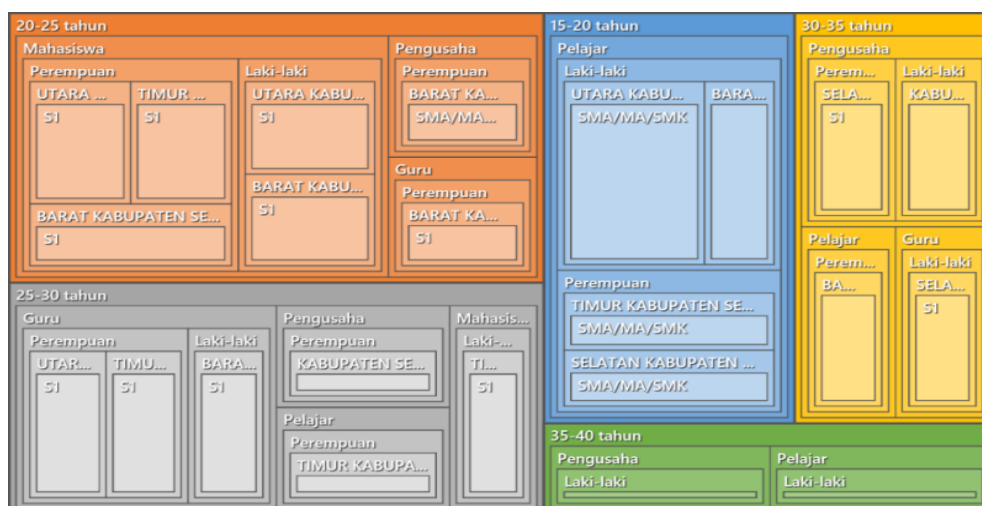 20-25 tahun
Mahasiswa
Perempuan
UTARA ...
S1
TIMUR ...
S1
BARAT KABUPATEN SE...
S1
Laki-laki
UTARA KABU...
S1
BARAT KABU...
S1
Pengusaha
Perempuan
BARAT KA...
SMA/MA...
Guru
Perempuan
BARAT KA...
S1
25-30 tahun
Guru
Perempuan
UTAR...
S1
TIMU...
S1
Laki-laki
BARA...
S1
Pengusaha
Perempuan
KABUPATEN SE...
Pelajar
Perempuan
TIMUR KABUPA...
Mahasis...
Laki-...
TI...
S1
15-20 tahun
Pelajar
Laki-laki
UTARA KABU...
SMA/MA/SMK
BARA...
Perempuan
TIMUR KABUPATEN SE...
SMA/MA/SMK
SELATAN KABUPATEN ...
SMA/MA/SMK
30-35 tahun
Pengusaha
Perem...
SELA...
S1
Laki-laki
KABU...
Pelajar
Perem...
BA...
Guru
Laki-laki
SELA...
S1
35-40 tahun
Pengusaha
Laki-laki
Pelajar
Laki-laki